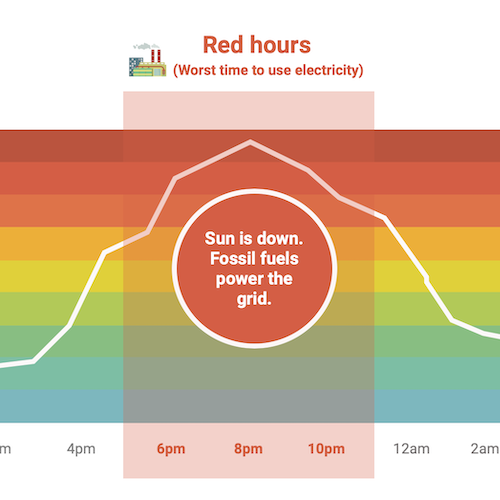 Red hours
(Worst time to use electricity)
Sun is down.
Fossil fuels
power the
grid.
m 4pm 6pm 8pm 10pm 12am 2am